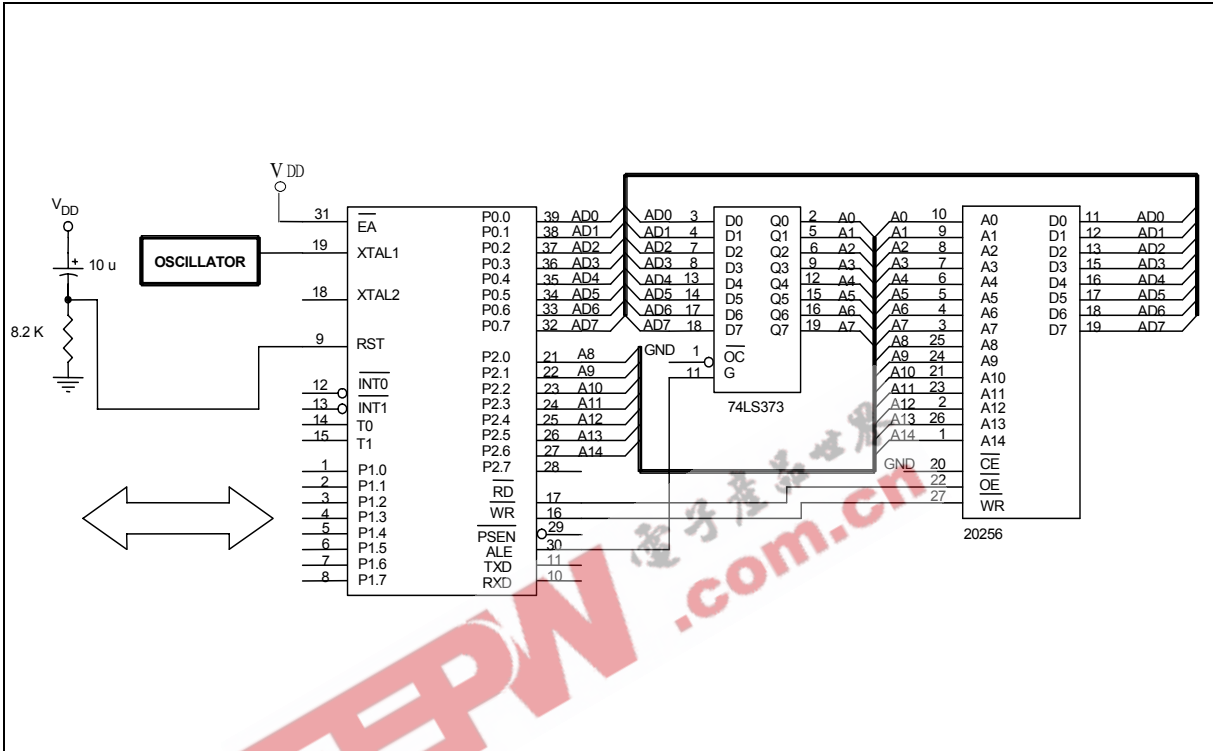 V DD
VDD
10 u
8.2 K
OSCILLATOR
31 EA
19 XTAL1
18 XTAL2
9 RST
12 INT0
13 INT1
14 T0
15 T1
1 P1.0
2 P1.1
3 P1.2
4 P1.3
5 P1.4
6 P1.5
7 P1.6
8 P1.7
P0.0 39 AD0
P0.1 38 AD1
P0.2 37 AD2
P0.3 36 AD3
P0.4 35 AD4
P0.5 34 AD5
P0.6 33 AD6
P0.7 32 AD7
P2.0 21 A8
P2.1 22 A9
P2.2 23 A10
P2.3 24 A11
P2.4 25 A12
P2.5 26 A13
P2.6 27 A14
P2.7 28
RD 17
WR 16
PSEN 29
ALE 30
TXD 11
RXD 10
AD0 3 D0 Q0 2 A0
AD1 4 D1 Q1 5 A1
AD2 7 D2 Q2 6 A2
AD3 8 D3 Q3 9 A3
AD4 13 D4 Q4 12 A4
AD5 14 D5 Q5 15 A5
AD6 17 D6 Q6 16 A6
AD7 18 D7 Q7 19 A7
GND 1 OC
11 G
74LS373
A0 10 A0 D0 11 AD0
A1 9 A1 D1 12 AD1
A2 8 A2 D2 13 AD2
A3 7 A3 D3 15 AD3
A4 6 A4 D4 16 AD4
A5 5 A5 D5 17 AD5
A6 4 A6 D6 18 AD6
A7 3 A7 D7 19 AD7
A8 25 A8
A9 24 A9
A10 21 A10
A11 23 A11
A12 2 A12
A13 26 A13
A14 1 A14
GND 20 CE
22 OE
27 WR
20256
電子產品世界
EEPW
.com.cn